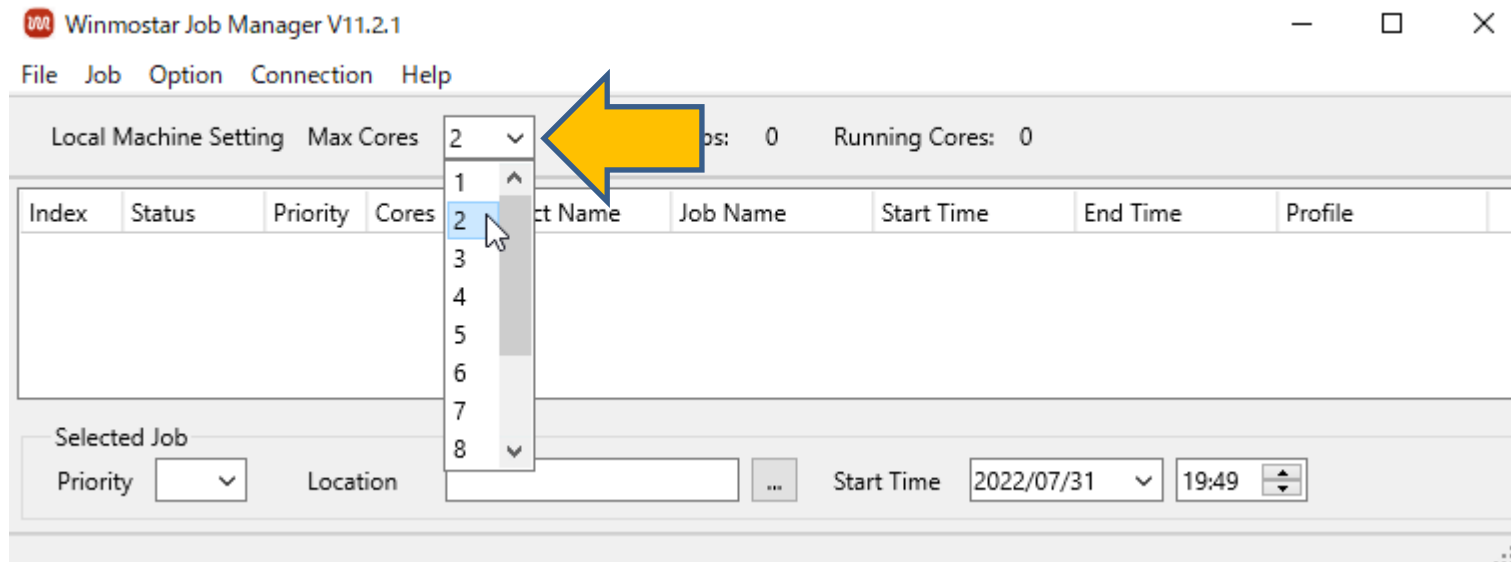 Winmostar Job Manager V11.2.1
File Job Option Connection Help
Local Machine Setting Max Cores 2 0 Running Cores: 0
Index Status Priority Cores Name Job Name Start Time End Time Profile
1
2
3
4
5
6
7
8
Selected Job
Priority Location ... Start Time 2022/07/31 19:49